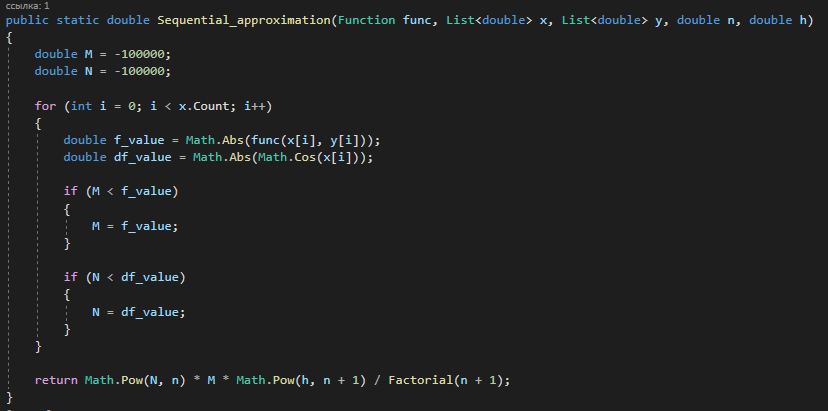 ссылка: 1
public static double Sequential_approximation(Function func, List<double> x, List<double> y, double n, double h)
{
double M = -100000;
double N = -100000;
for (int i = 0; i < x.Count; i++)
{
double f_value = Math.Abs(func(x[i], y[i]));
double df_value = Math.Abs(Math.Cos(x[i]));
if (M < f_value)
{
M = f_value;
}
if (N < df_value)
{
N = df_value;
}
}
return Math.Pow(N, n) * M * Math.Pow(h, n + 1) / Factorial(n + 1);
}